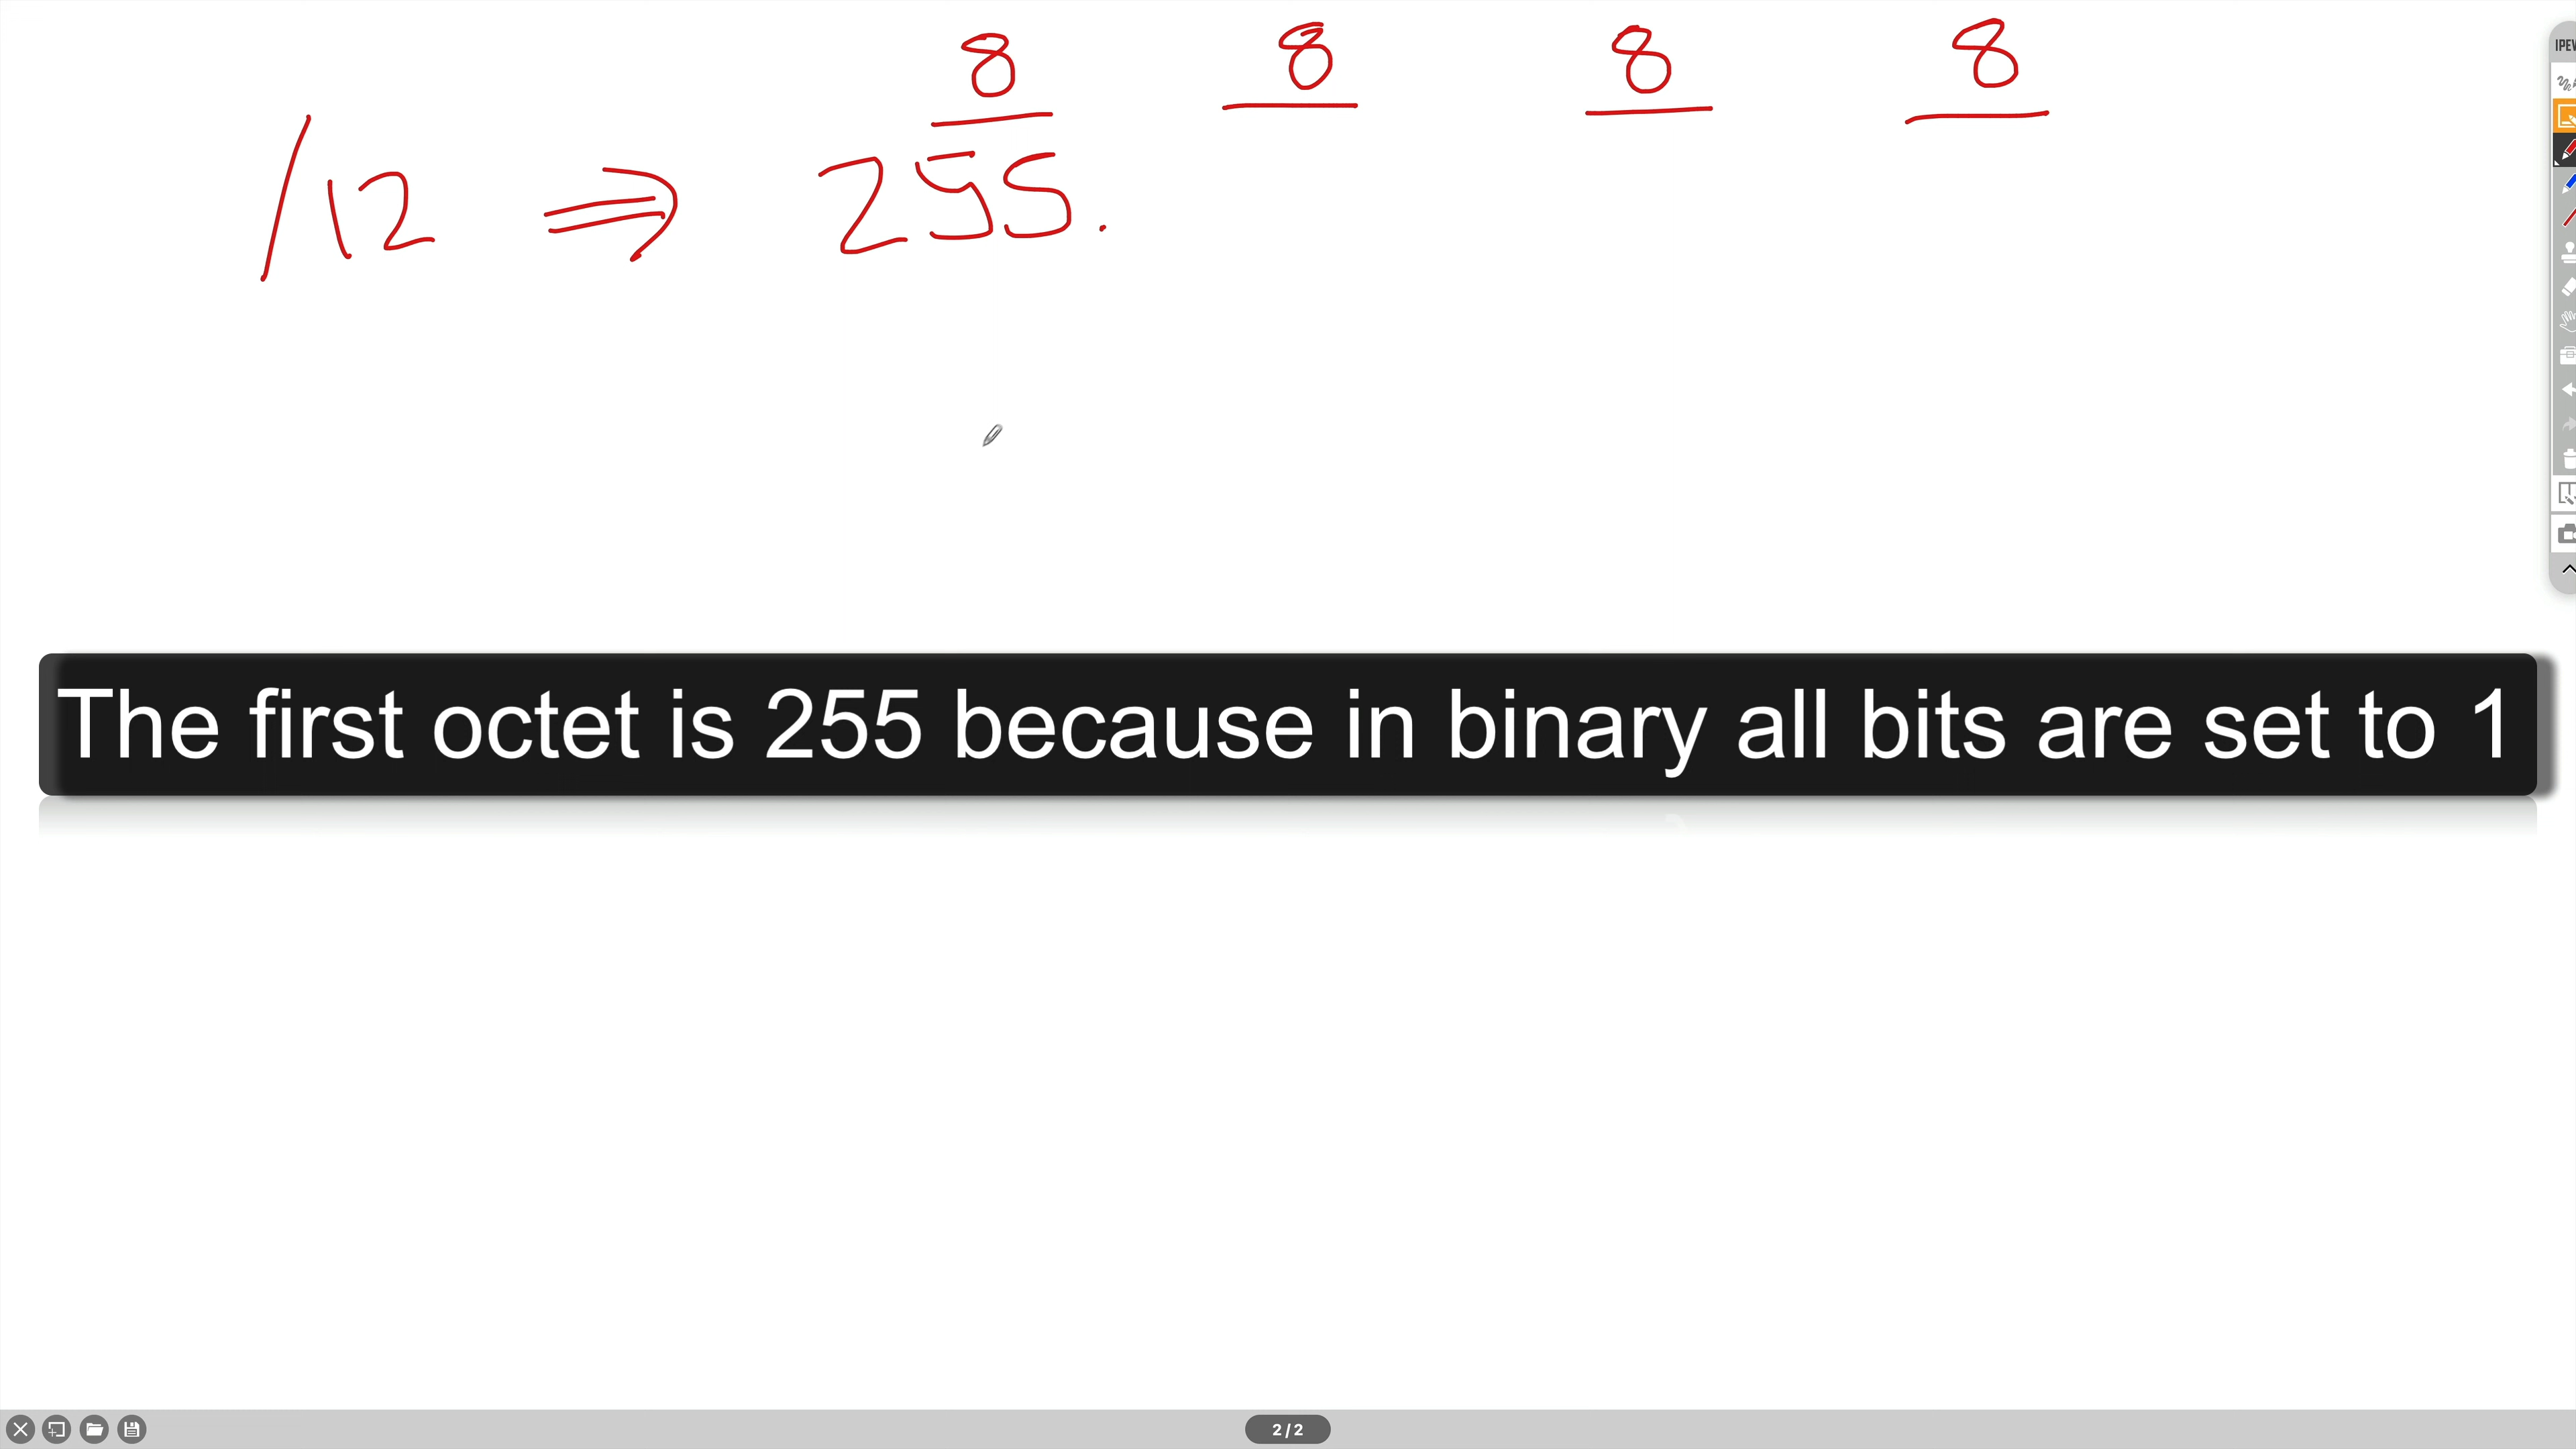 8 8 8 8
/12 ⇒ 255.
The first octet is 255 because in binary all bits are set to 1
2/2